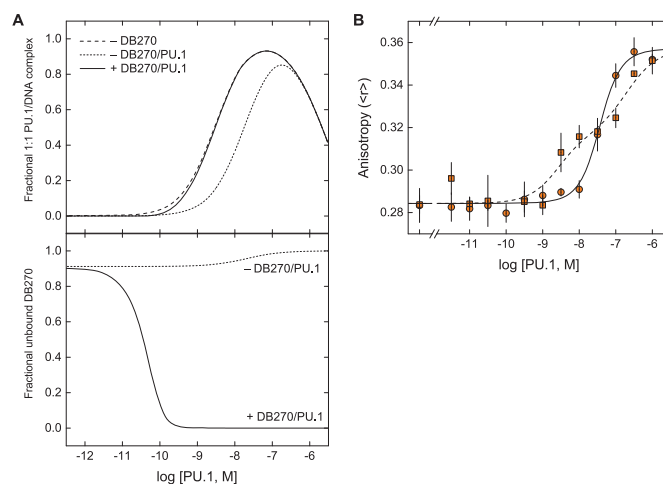 A
– DB270
– DB270/PU.1
+ DB270/PU.1
Fractional 1:1 PU.1/DNA complex
1.0
0.8
0.6
0.4
0.2
0.0
Fractional unbound DB270
1.0
0.8
0.6
0.4
0.2
0.0
– DB270/PU.1
+ DB270/PU.1
-12 -11 -10 -9 -8 -7 -6
log [PU.1, M]
B
Anisotropy (<r>)
0.36
0.34
0.32
0.30
0.28
-11 -10 -9 -8 -7 -6
log [PU.1, M]